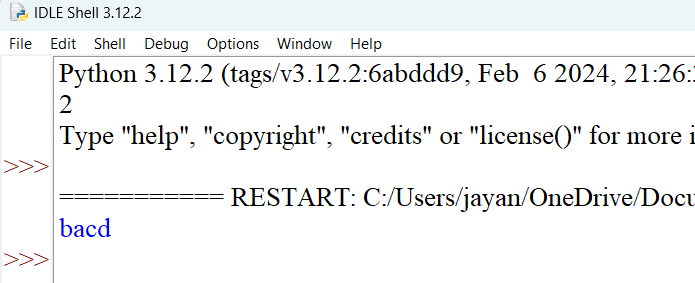 IDLE Shell 3.12.2
File Edit Shell Debug Options Window Help
Python 3.12.2 (tags/v3.12.2:6abddd9, Feb  6 2024, 21:26:
2
Type "help", "copyright", "credits" or "license()" for more
>>>
=========== RESTART: C:/Users/jayan/OneDrive/Docu
bacd
>>>